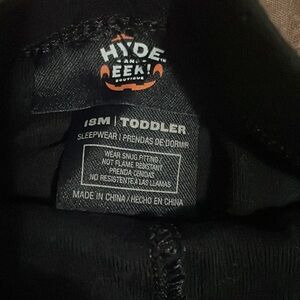 HYDE
AND
EEK!
BOUTIQUE
18M | TODDLER
SLEEPWEAR | PRENDAS DE DORMIR
WEAR SNUG FITTING/
NOT FLAME RESISTANT
PRENDA CEÑIDAS
NO RESISTENTE A LAS LLAMAS
MADE IN CHINA / HECHO EN CHINA